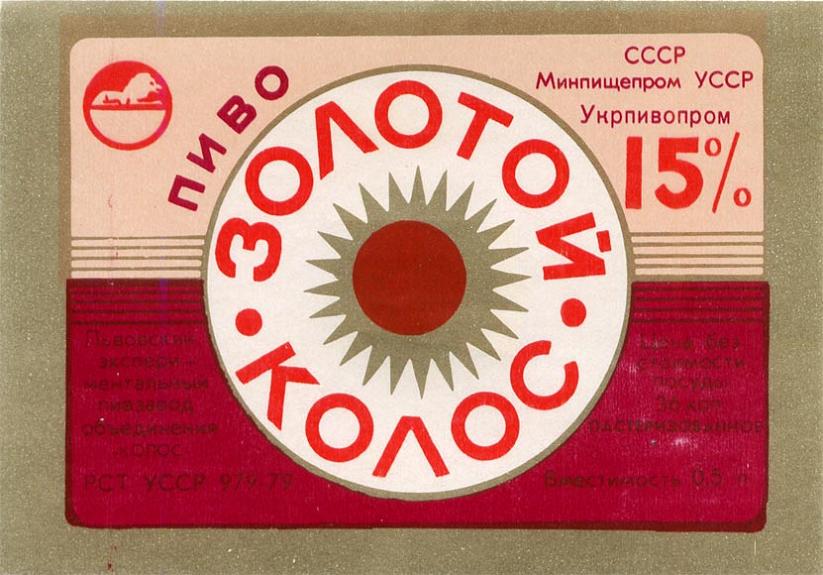 ПИВО
СССР
Минпищепром УССР
Укрпивопром
15%
ЗОЛОТОЙ
• КОЛОС •
Львовский
экспери–
ментальный
пивзавод
объединения
колос
РСТ УССР 979-79
Цена без
стоимости
посуды
36 коп.
ПАСТЕРИЗОВАННОЕ
Вместимость 0,5 л